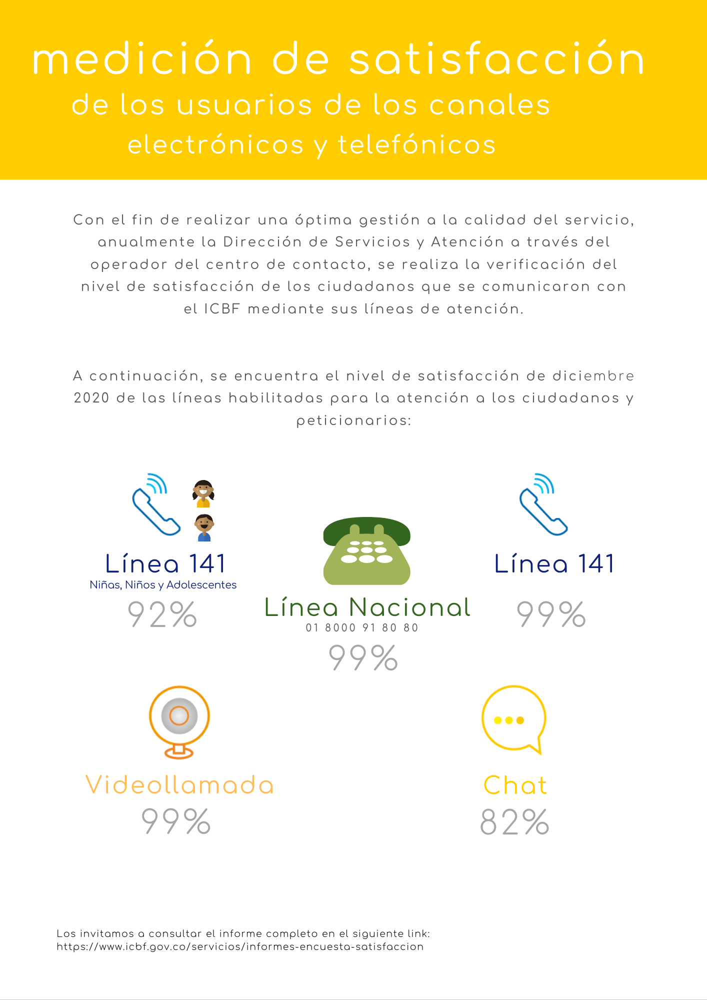 medición de satisfacción
de los usuarios de los canales
electrónicos y telefónicos
Con el fin de realizar una óptima gestión a la calidad del servicio,
anualmente la Dirección de Servicios y Atención a través del
operador del centro de contacto, se realiza la verificación del
nivel de satisfacción de los ciudadanos que se comunicaron con
el ICBF mediante sus líneas de atención.
A continuación, se encuentra el nivel de satisfacción de diciembre
2020 de las líneas habilitadas para la atención a los ciudadanos y
peticionarios:
Línea 141
Niñas, Niños y Adolescentes
92%
Línea Nacional
01 8000 91 80 80
99%
Línea 141
99%
Videollamada
99%
Chat
82%
Los invitamos a consultar el informe completo en el siguiente link:
https://www.icbf.gov.co/servicios/informes-encuesta-satisfaccion